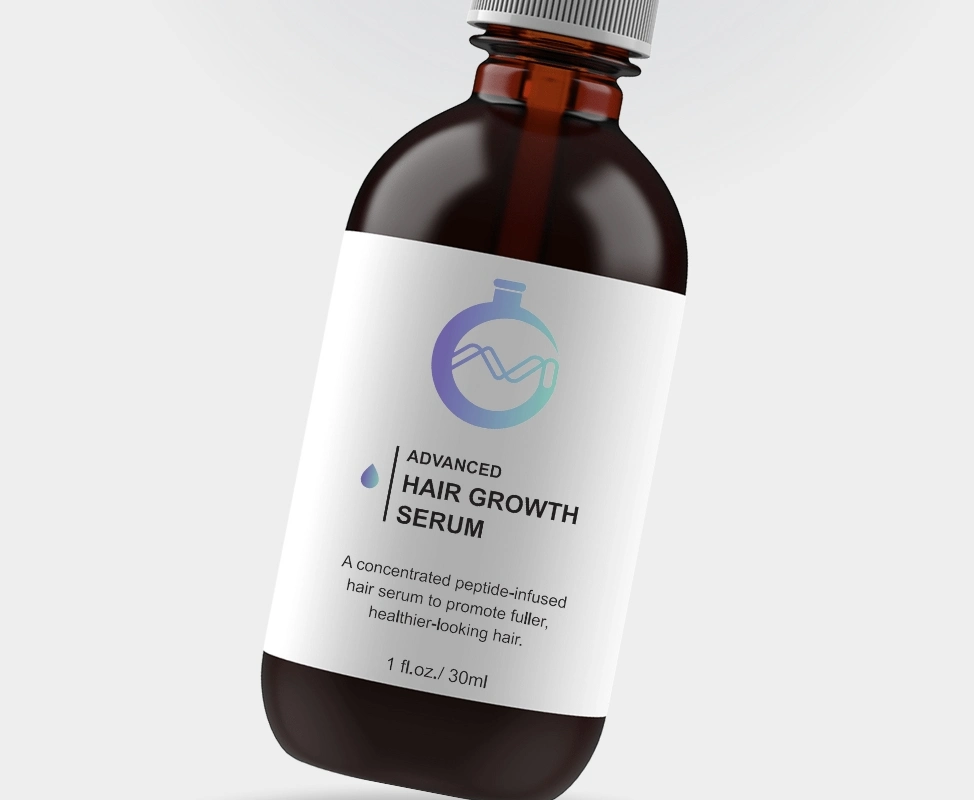 ADVANCED
HAIR GROWTH
SERUM
A concentrated peptide-infused
hair serum to promote fuller,
healthier-looking hair.
1 fl.oz./ 30ml